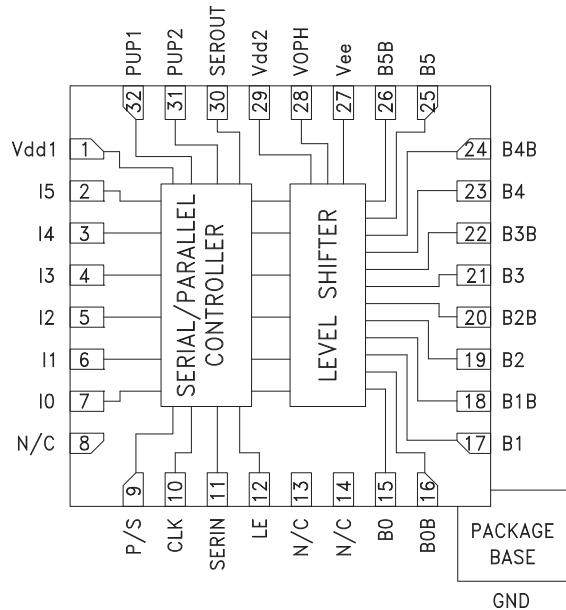 PUP1
PUP2
SEROUT
Vdd2
VOPH
Vee
B5B
B5
32
31
30
29
28
27
26
25
Vdd1 1
I5 2
I4 3
I3 4
I2 5
I1 6
I0 7
N/C 8
SERIAL/PARALLEL
CONTROLLER
LEVEL SHIFTER
24 B4B
23 B4
22 B3B
21 B3
20 B2B
19 B2
18 B1B
17 B1
9
10
11
12
13
14
15
16
P/S
CLK
SERIN
LE
N/C
N/C
B0
B0B
PACKAGE
BASE
GND